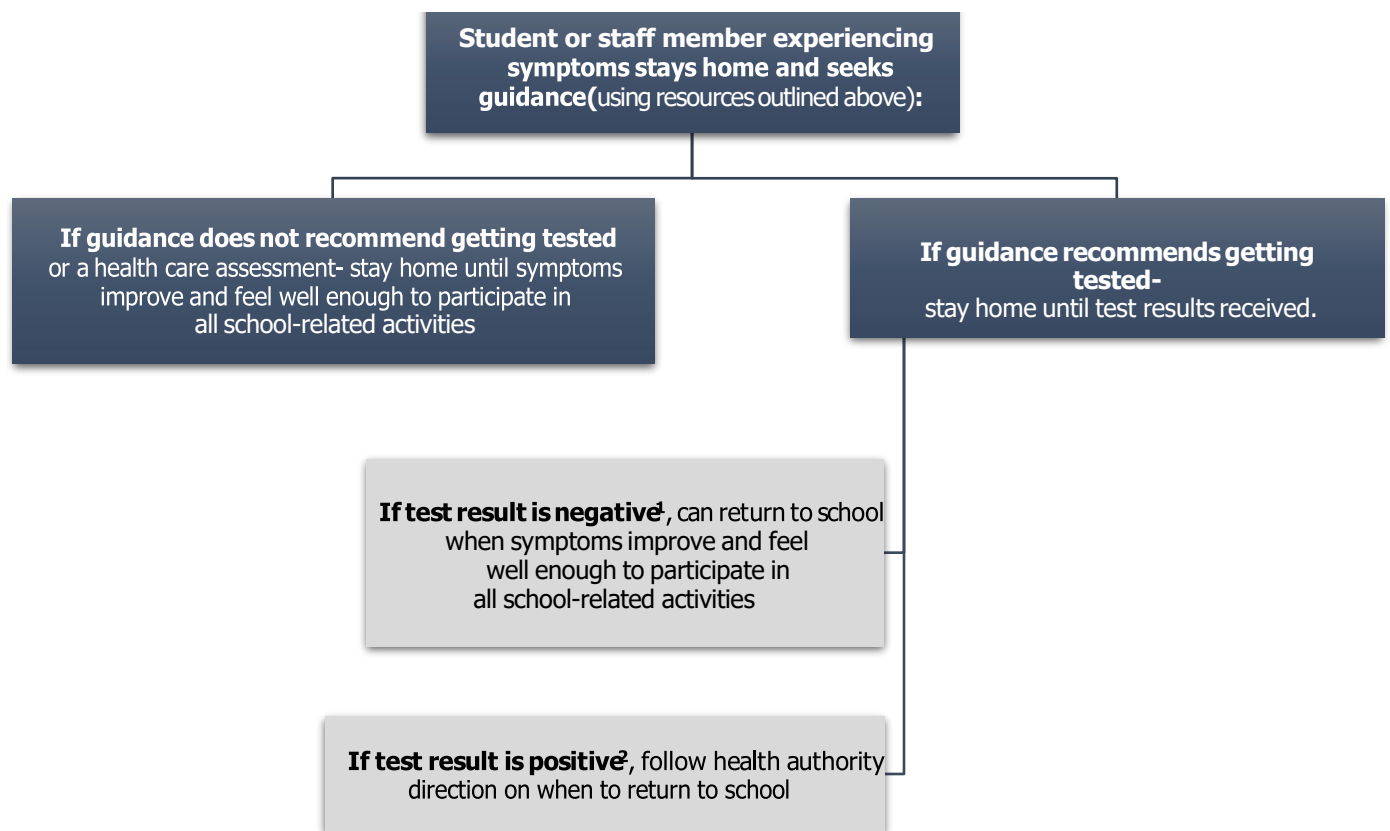 Student or staff member experiencing
symptoms stays home and seeks
guidance(using resources outlined above):
If guidance does not recommend getting tested
or a health care assessment- stay home until symptoms
improve and feel well enough to participate in
all school-related activities
If guidance recommends getting
tested-
stay home until test results received.
If test result is negative¹, can return to school
when symptoms improve and feel
well enough to participate in
all school-related activities
If test result is positive², follow health authority
direction on when to return to school